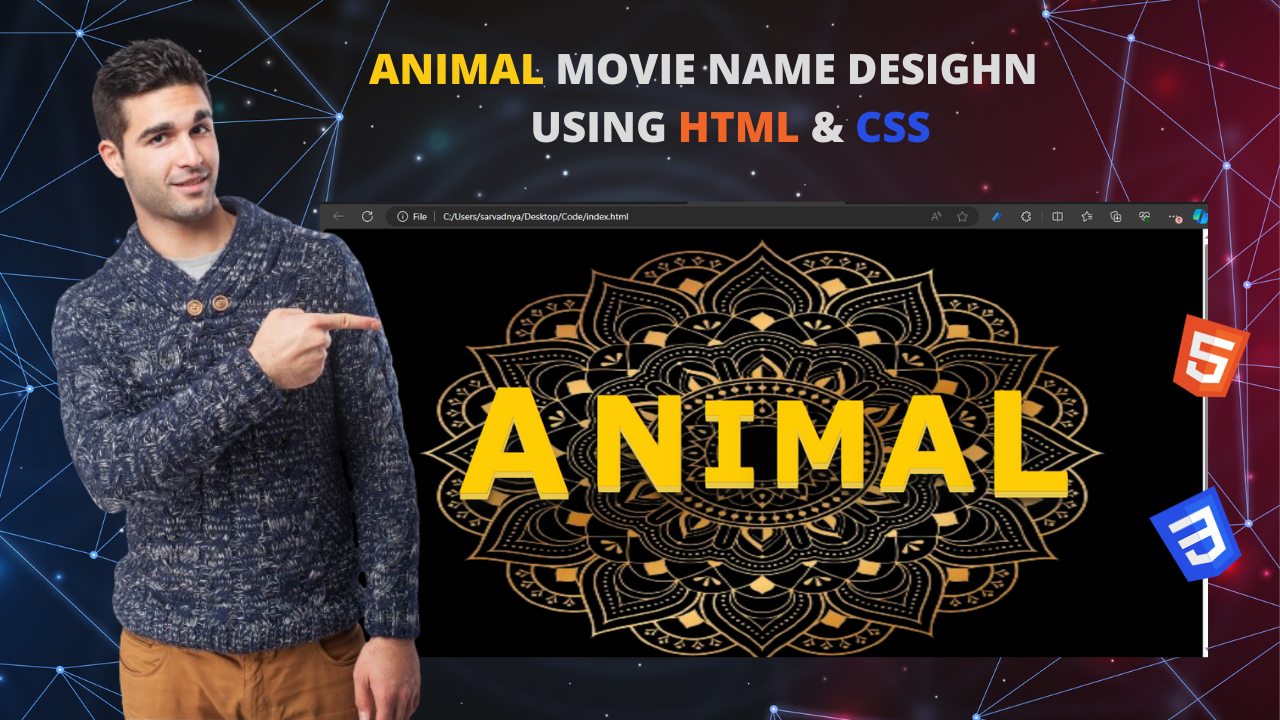 ANIMAL MOVIE NAME DESIGHN
USING HTML & CSS
File C:/Users/sarvadnya/Desktop/Code/index.html
ANIMAL
5
3